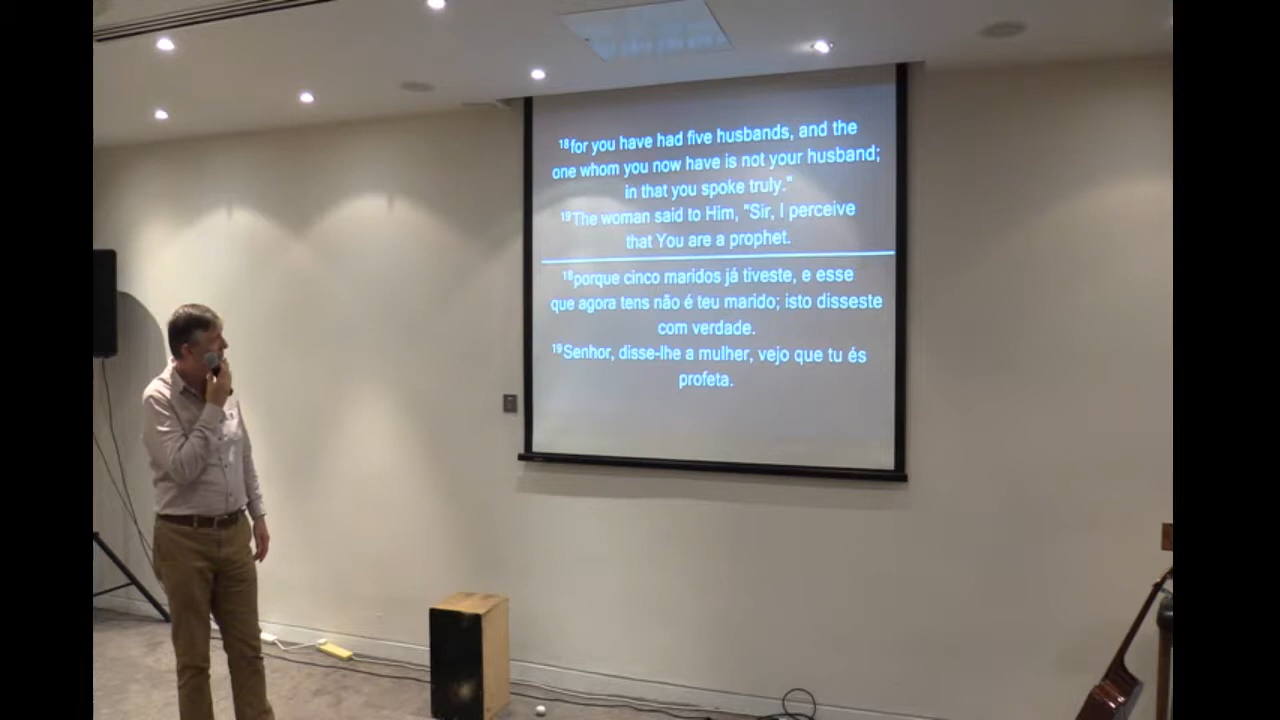 18for you have had five husbands, and the
one whom you now have is not your husband;
in that you spoke truly."
19The woman said to Him, "Sir, I perceive
that You are a prophet.
18porque cinco maridos já tiveste, e esse
que agora tens não é teu marido; isto disseste
com verdade.
19Senhor, disse-lhe a mulher, vejo que tu és
profeta.